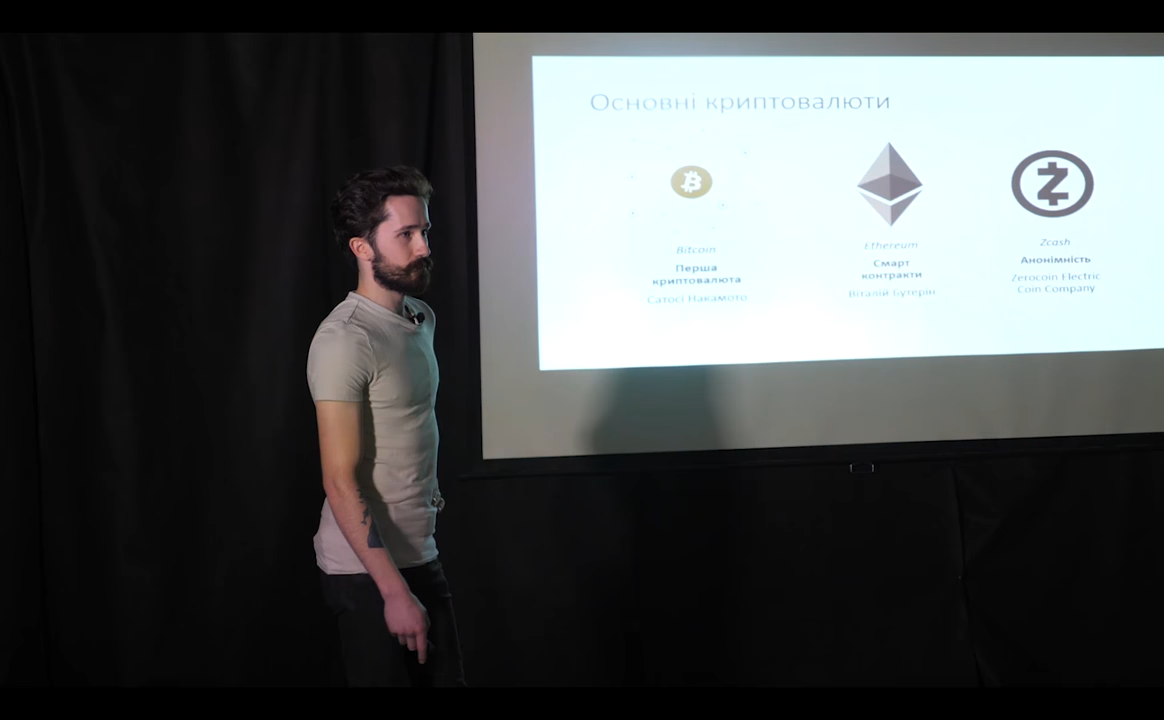 Основні криптовалюти
Bitcoin
Перша
криптовалюта
Сатосі Накамото
Ethereum
Смарт
контракти
Віталій Бутерін
Zcash
Анонімність
Zerocoin Electric
Coin Company